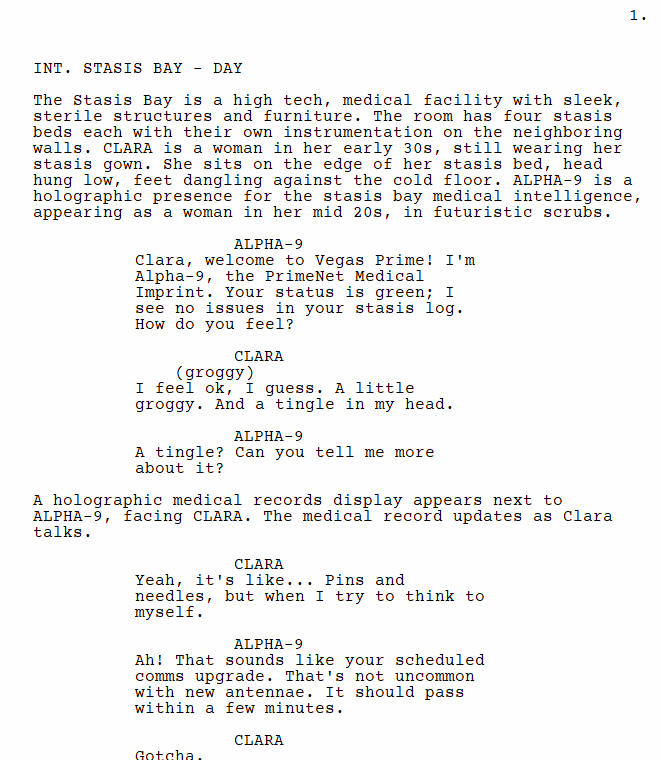 1.
INT. STASIS BAY - DAY
The Stasis Bay is a high tech, medical facility with sleek,
sterile structures and furniture. The room has four stasis
beds each with their own instrumentation on the neighboring
walls. CLARA is a woman in her early 30s, still wearing her
stasis gown. She sits on the edge of her stasis bed, head
hung low, feet dangling against the cold floor. ALPHA-9 is a
holographic presence for the stasis bay medical intelligence,
appearing as a woman in her mid 20s, in futuristic scrubs.
ALPHA-9
Clara, welcome to Vegas Prime! I'm
Alpha-9, the PrimeNet Medical
Imprint. Your status is green; I
see no issues in your stasis log.
How do you feel?
CLARA
(groggy)
I feel ok, I guess. A little
groggy. And a tingle in my head.
ALPHA-9
A tingle? Can you tell me more
about it?
A holographic medical records display appears next to
ALPHA-9, facing CLARA. The medical record updates as Clara
talks.
CLARA
Yeah, it's like... Pins and
needles, but when I try to think to
myself.
ALPHA-9
Ah! That sounds like your scheduled
comms upgrade. That's not uncommon
with new antennae. It should pass
within a few minutes.
CLARA
Gotcha.